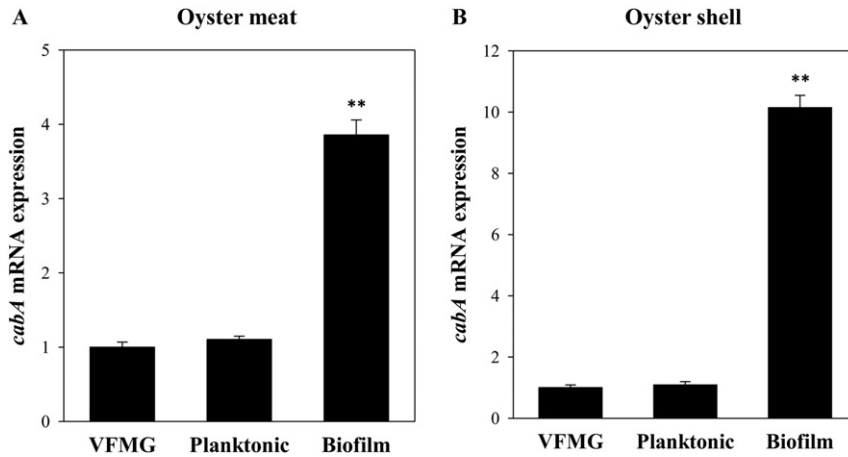 A Oyster meat
cabA mRNA expression
5
4
3
2
1
0
**
VFMG Planktonic Biofilm
B Oyster shell
cabA mRNA expression
12
10
8
6
4
2
0
**
VFMG Planktonic Biofilm